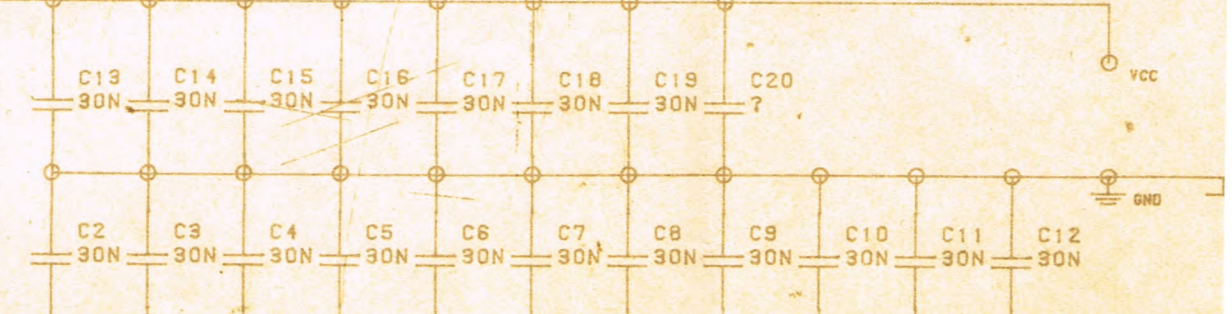 C13 C14 C15 C16 C17 C18 C19 C20
30N 30N 30N 30N 30N 30N 30N ?
VCC
GND
C2 C3 C4 C5 C6 C7 C8 C9 C10 C11 C12
30N 30N 30N 30N 30N 30N 30N 30N 30N 30N 30N